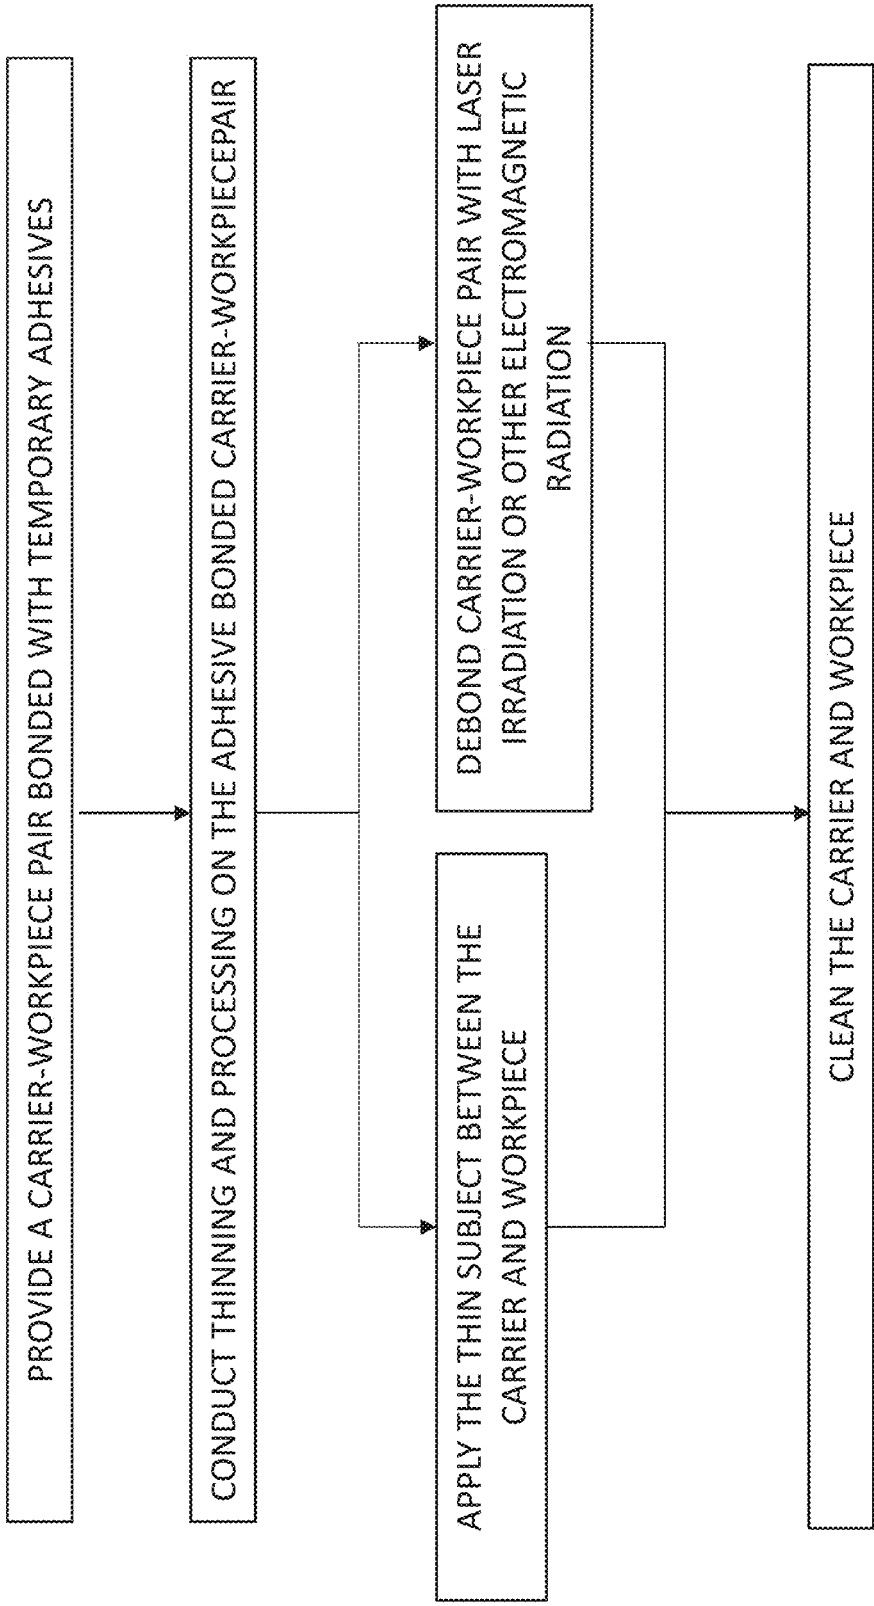 PROVIDE A CARRIER-WORKPIECE PAIR BONDED WITH TEMPORARY ADHESIVES
CONDUCT THINNING AND PROCESSING ON THE ADHESIVE BONDED CARRIER-WORKPIECEPAIR
APPLY THE THIN SUBJECT BETWEEN THE
CARRIER AND WORKPIECE
DEBOND CARRIER-WORKPIECE PAIR WITH LASER
IRRADIATION OR OTHER ELECTROMAGNETIC
RADIATION
CLEAN THE CARRIER AND WORKPIECE